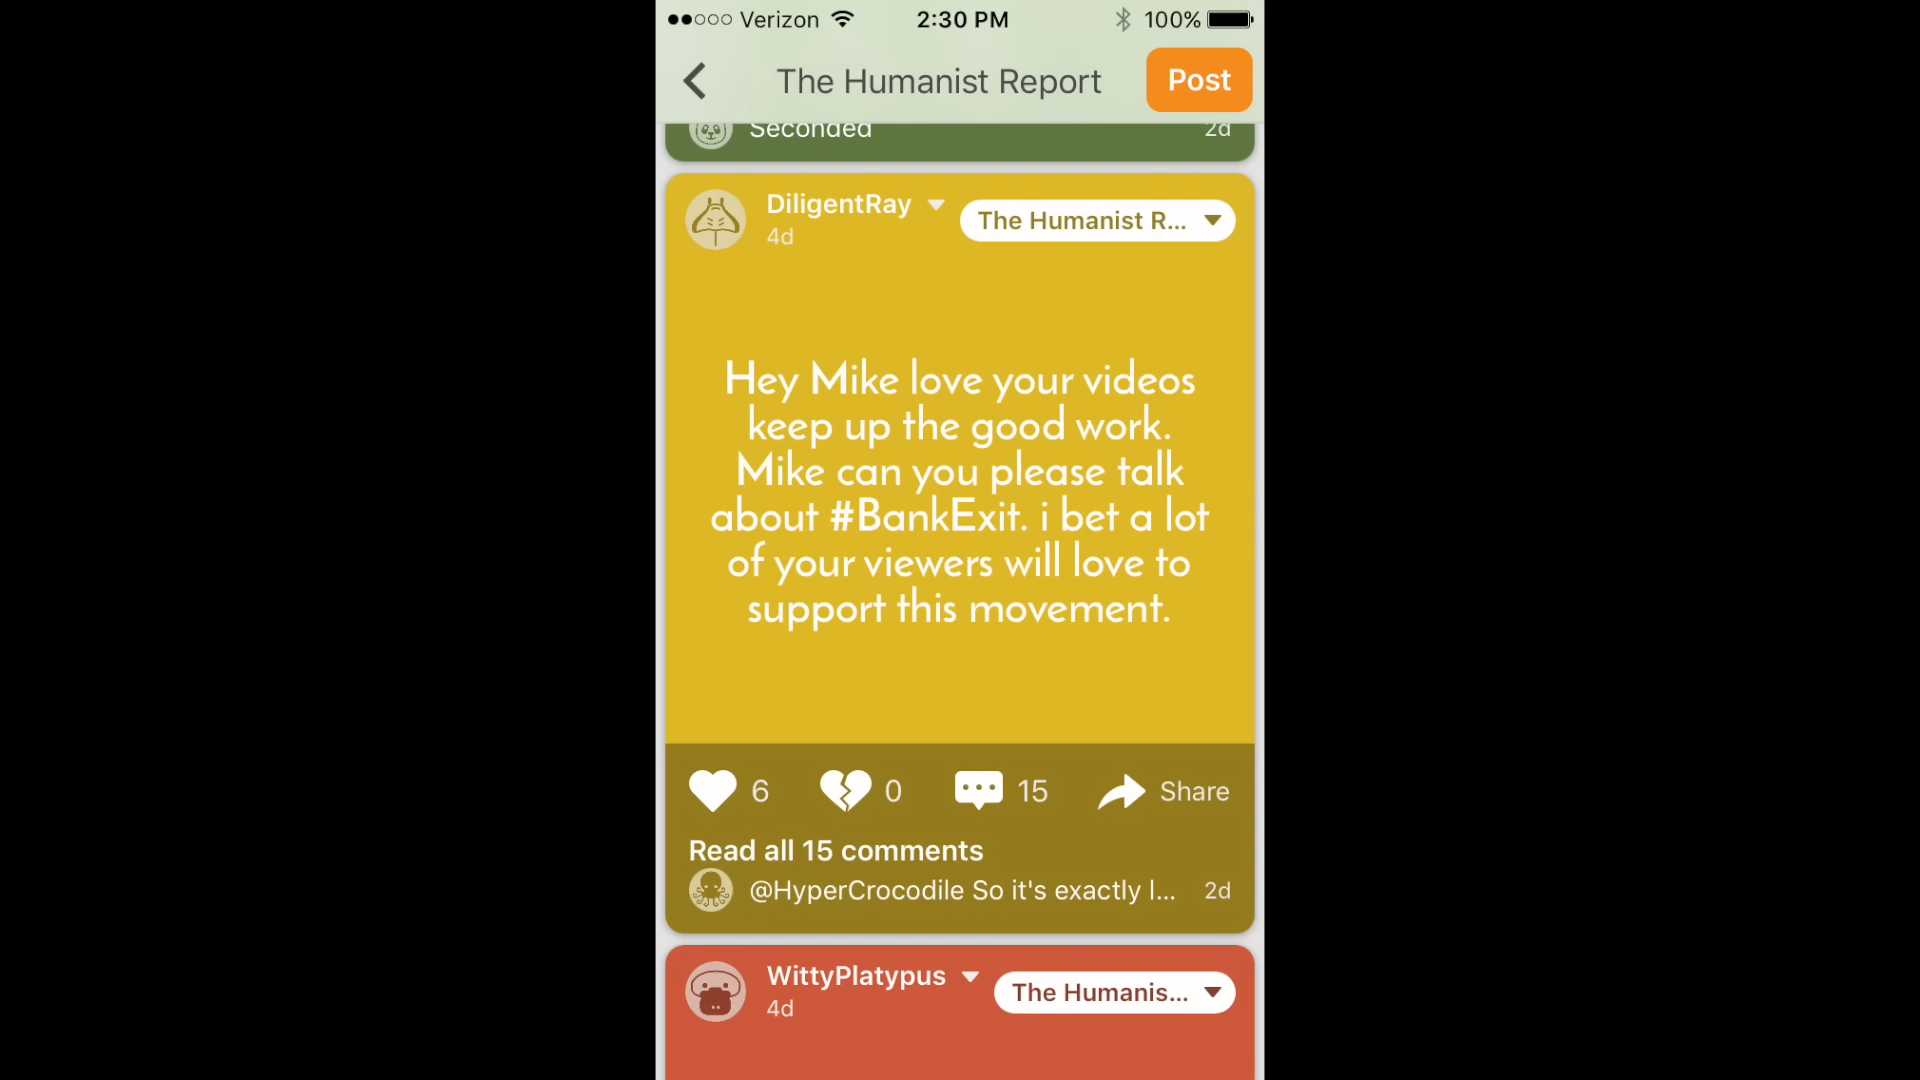 Verizon 2:30 PM 100%
The Humanist Report Post
Seconded 2d
DiligentRay
4d
The Humanist R...
Hey Mike love your videos
keep up the good work.
Mike can you please talk
about #BankExit. i bet a lot
of your viewers will love to
support this movement.
6 0 15 Share
Read all 15 comments
@HyperCrocodile So it's exactly l... 2d
WittyPlatypus
4d
The Humanis...